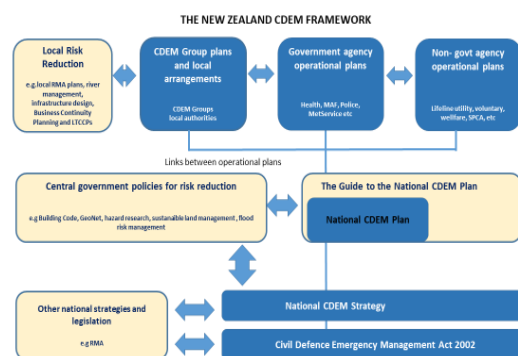 THE NEW ZEALAND CDEM FRAMEWORK
Local Risk
Reduction
e.g.local RMA plans, river
management,
infrastructure design,
Business Continuity
Planning and LTCCPs
CDEM Group plans
and local
arrangements
CDEM Groups
local authorities
Government agency
operational plans
Health, MAF, Police,
MetService etc
Non- govt agency
operational plans
Lifeline utility, voluntary,
wellfare, SPCA, etc
Links between operational plans
Central government policies for risk reduction
e.g Building Code, GeoNet, hazard research, sustainable land management , flood
risk management
The Guide to the National CDEM Plan
National CDEM Plan
Other national strategies and
legislation
e.g RMA
National CDEM Strategy
Civil Defence Emergency Management Act 2002